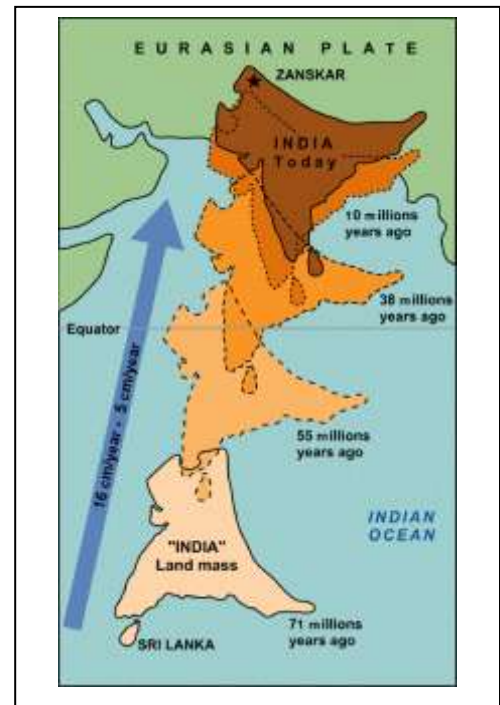 EURASIAN PLATE
ZANSKAR
INDIA
Today
10 millions
years ago
38 millions
years ago
Equator
16 cm/year - 5 cm/year
55 millions
years ago
INDIAN
OCEAN
"INDIA"
Land mass
71 millions
years ago
SRI LANKA